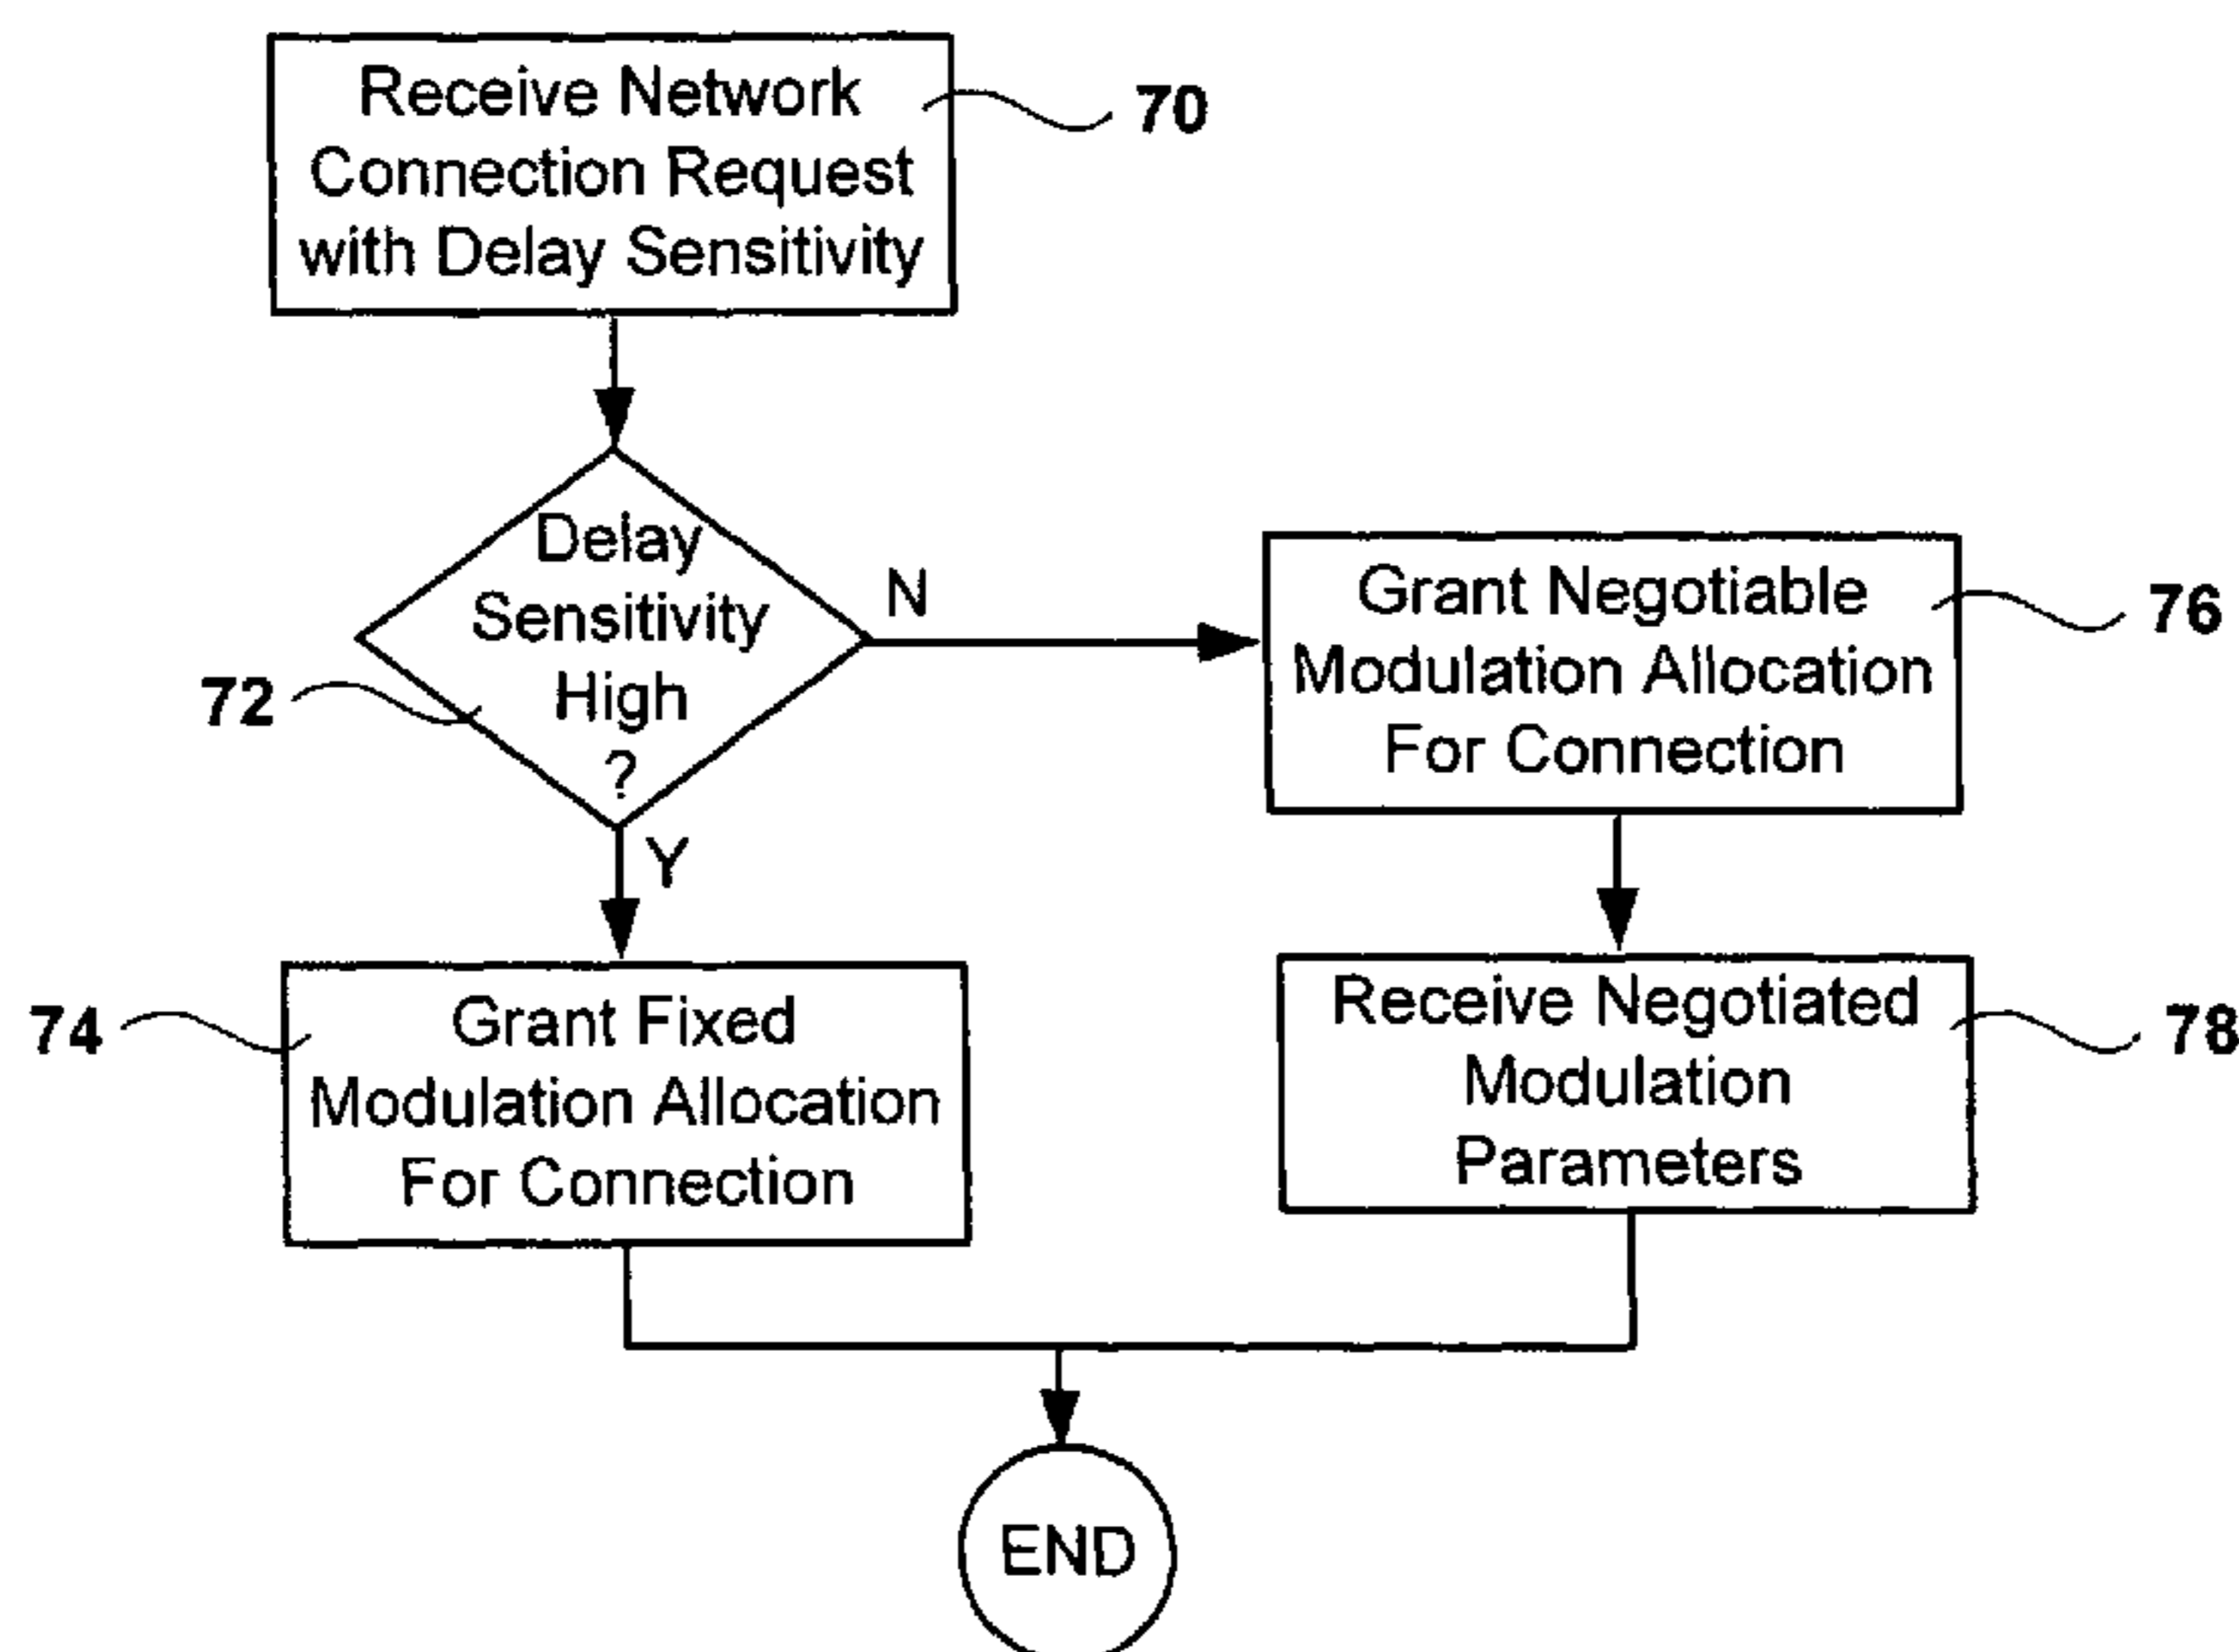 Receive Network
Connection Request
with Delay Sensitivity
70
Delay
Sensitivity
High
?
72
N
Y
Grant Negotiable
Modulation Allocation
For Connection
76
Grant Fixed
Modulation Allocation
For Connection
74
Receive Negotiated
Modulation
Parameters
78
END